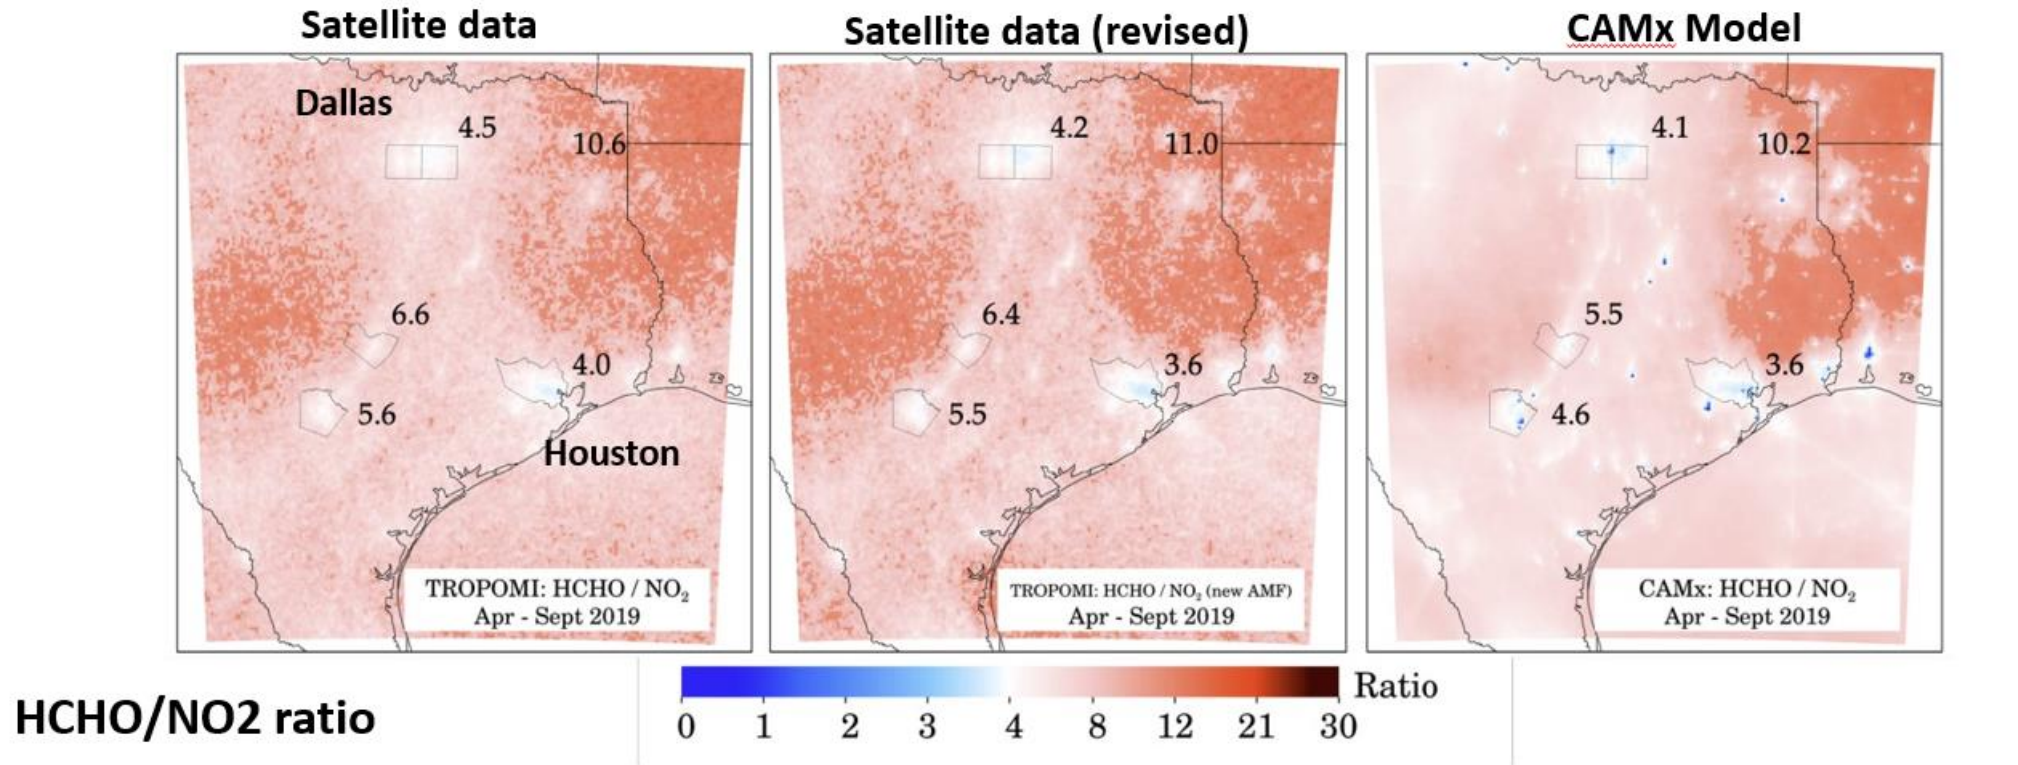 Satellite data
Satellite data (revised)
CAMx Model
Dallas
4.5
10.6
6.6
4.0
5.6
Houston
TROPOMI: HCHO / NO₂
Apr - Sept 2019
4.2
11.0
6.4
3.6
5.5
TROPOMI: HCHO / NO₂ (new AMF)
Apr - Sept 2019
4.1
10.2
5.5
3.6
4.6
CAMx: HCHO / NO₂
Apr - Sept 2019
HCHO/NO2 ratio
0 1 2 3 4 8 12 21 30
Ratio